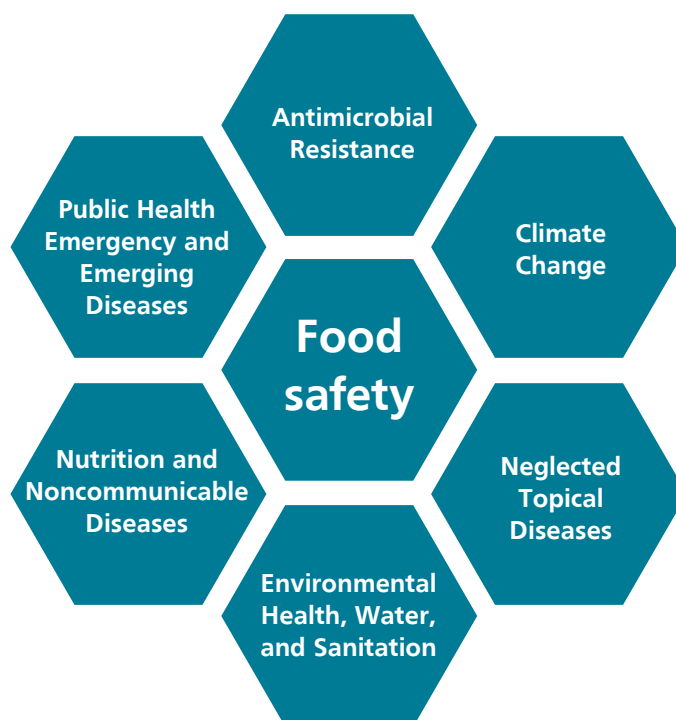 Antimicrobial
Resistance
Public Health
Emergency and
Emerging
Diseases
Climate
Change
Food
safety
Nutrition and
Noncommunicable
Diseases
Neglected
Topical
Diseases
Environmental
Health, Water,
and Sanitation